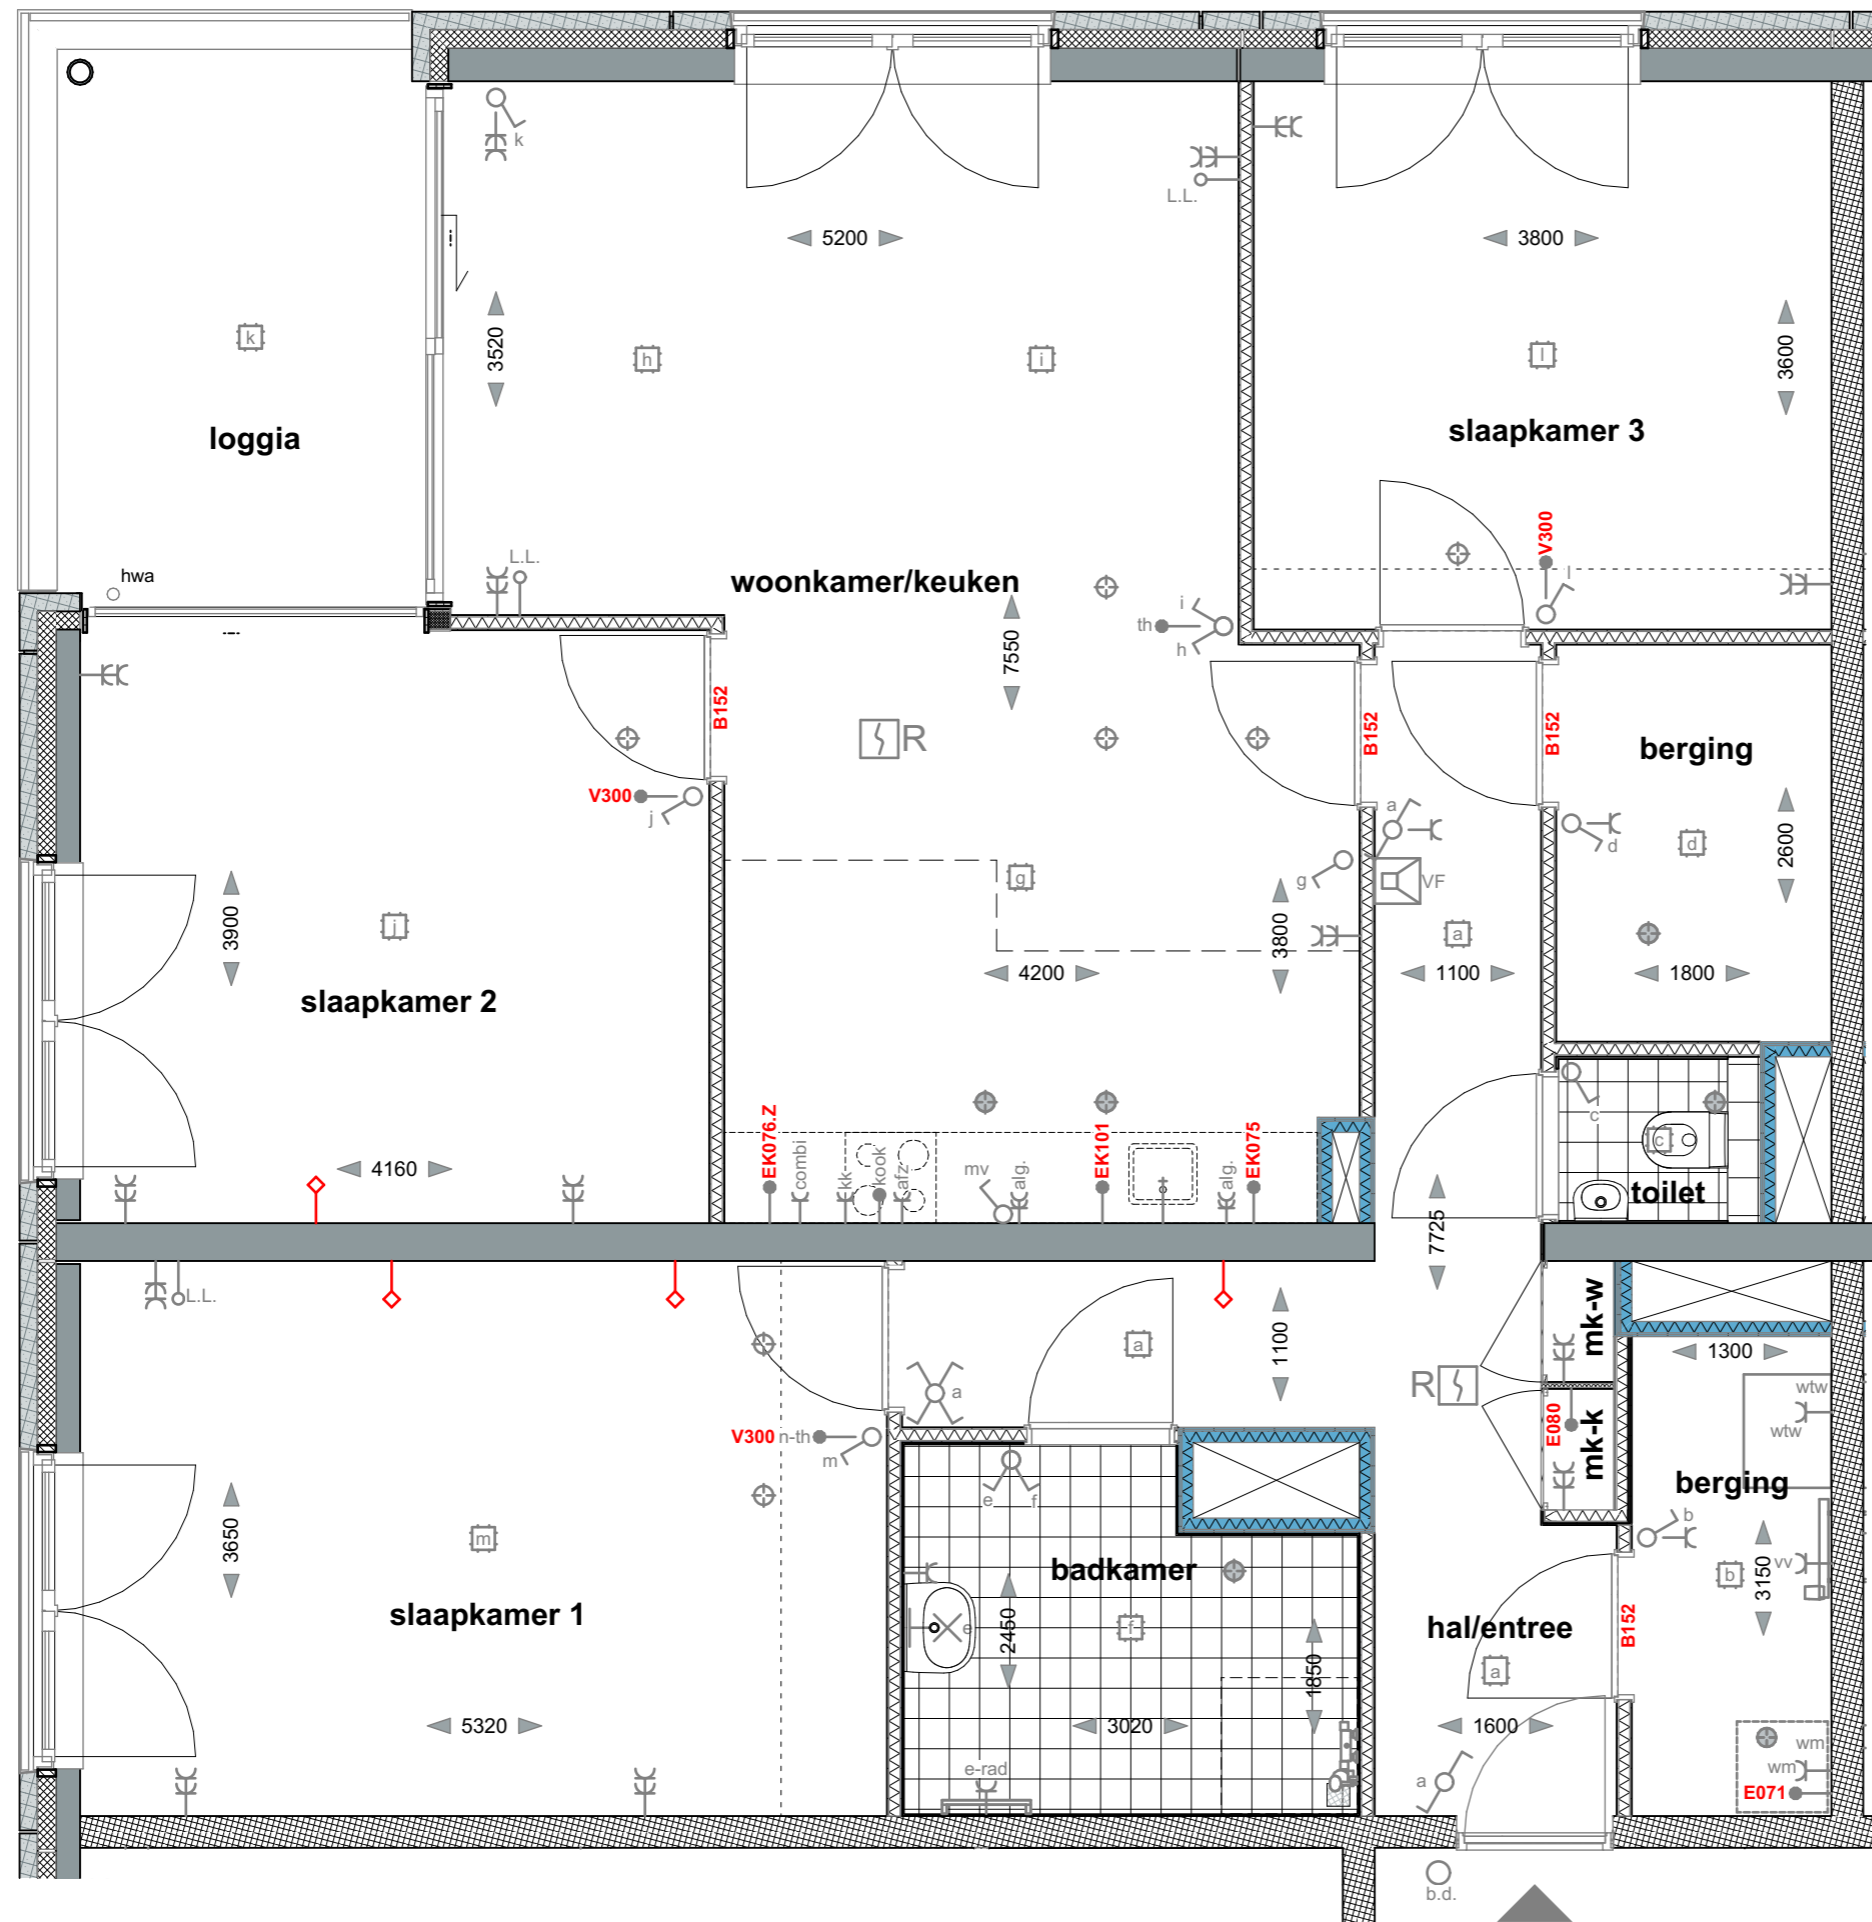 k
L.L.
5200
3800
3520
3600
k
h
i
l
loggia
slaapkamer 3
V300
hwa
L.L.
woonkamer/keuken
l
i
th
h
7550
B152
B152
B152
R
berging
V300
j
a
d
d
2600
g
g
VF
3900
j
3800
a
4200
1100
1800
slaapkamer 2
EK076.Z
combi
kk
kook
afz
mv
alg.
EK101
alg.
EK075
c
c
toilet
4160
7725
L.L.
mk-w
1100
a
1300
a
R
wtw
wtw
E080
mk-k
V300
n-th
m
berging
e
f
b
3650
m
badkamer
vv
b
3150
slaapkamer 1
e
2450
f
hal/entree
B152
1850
a
5320
3020
1600
wm
wm
e-rad
a
E071
b.d.